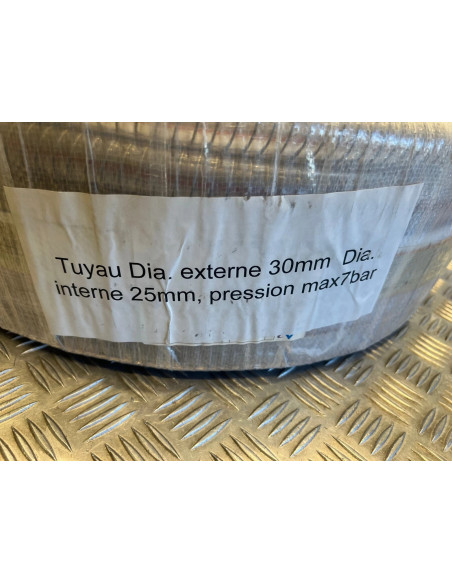 Tuyau Dia. externe 30mm Dia.
interne 25mm, pression max7bar